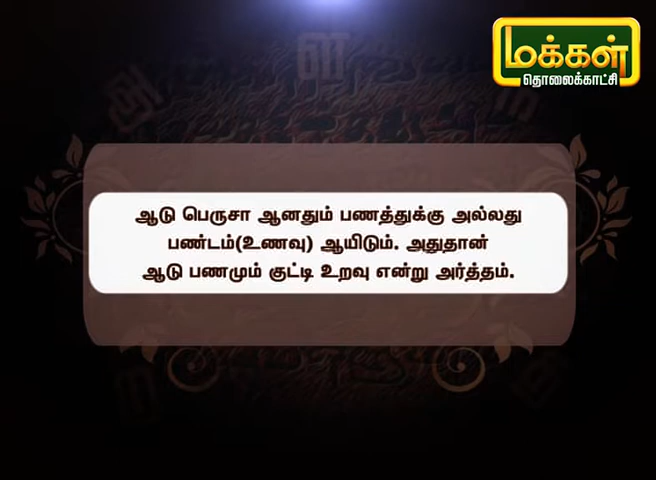 மக்கள்
தொலைக்காட்சி
ஆடு பெருசா ஆனதும் பணத்துக்கு அல்லது
பண்டம்(உணவு) ஆயிடும். அதுதான்
ஆடு பணமும் குட்டி உறவு என்று அர்த்தம்.